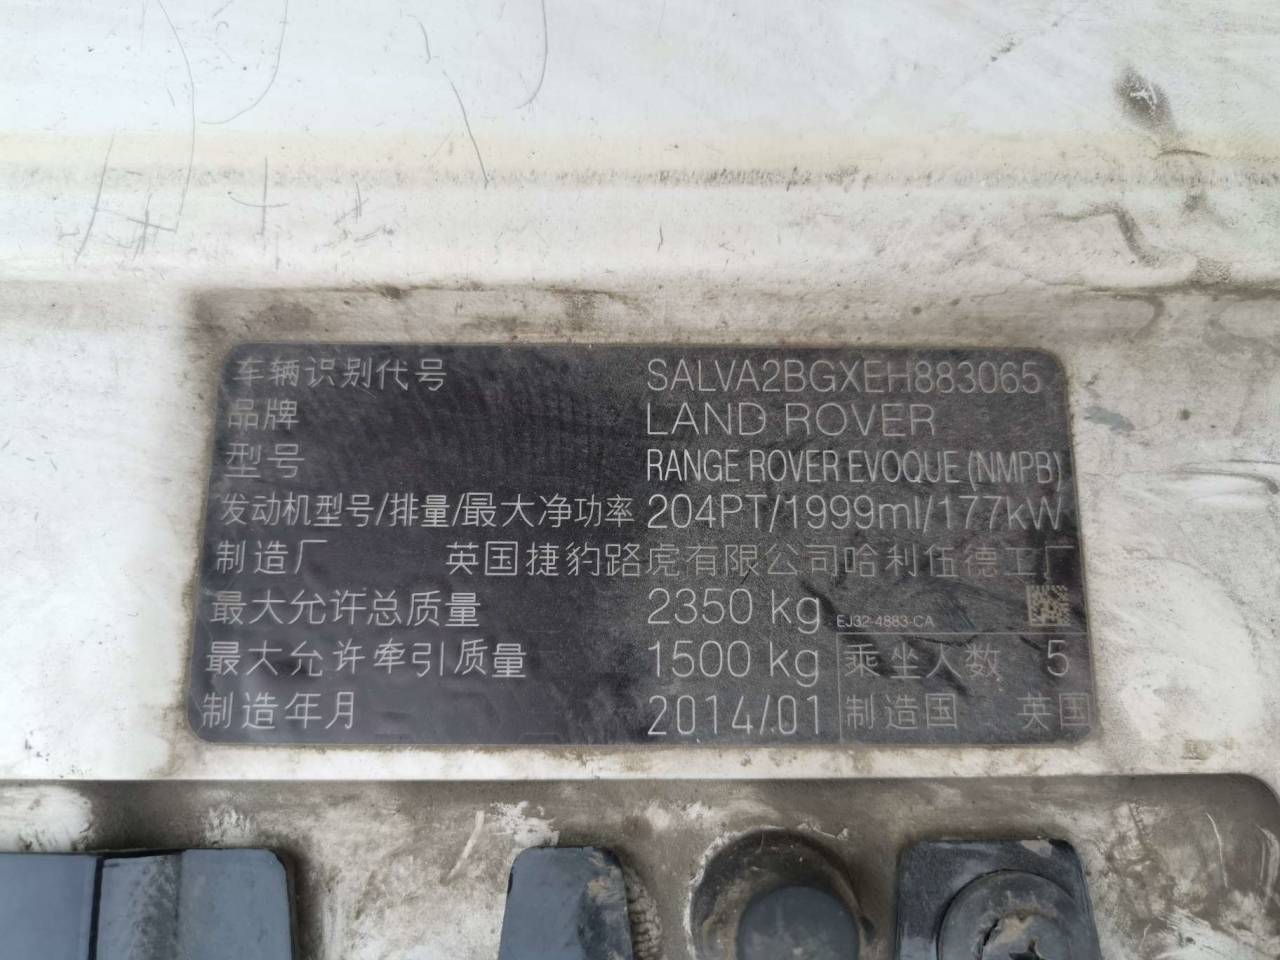 车辆识别代号 SALVA2BGXEH883065
品牌 LAND ROVER
型号 RANGE ROVER EVOQUE (NMPB)
发动机型号/排量/最大净功率 204PT/1999ml/177kW
制造厂 英国捷豹路虎有限公司哈利伍德工厂
最大允许总质量 2350 kg EJ32-4883-CA
最大允许牵引质量 1500 kg 乘坐人数 5
制造年月 2014/01 制造国 英国